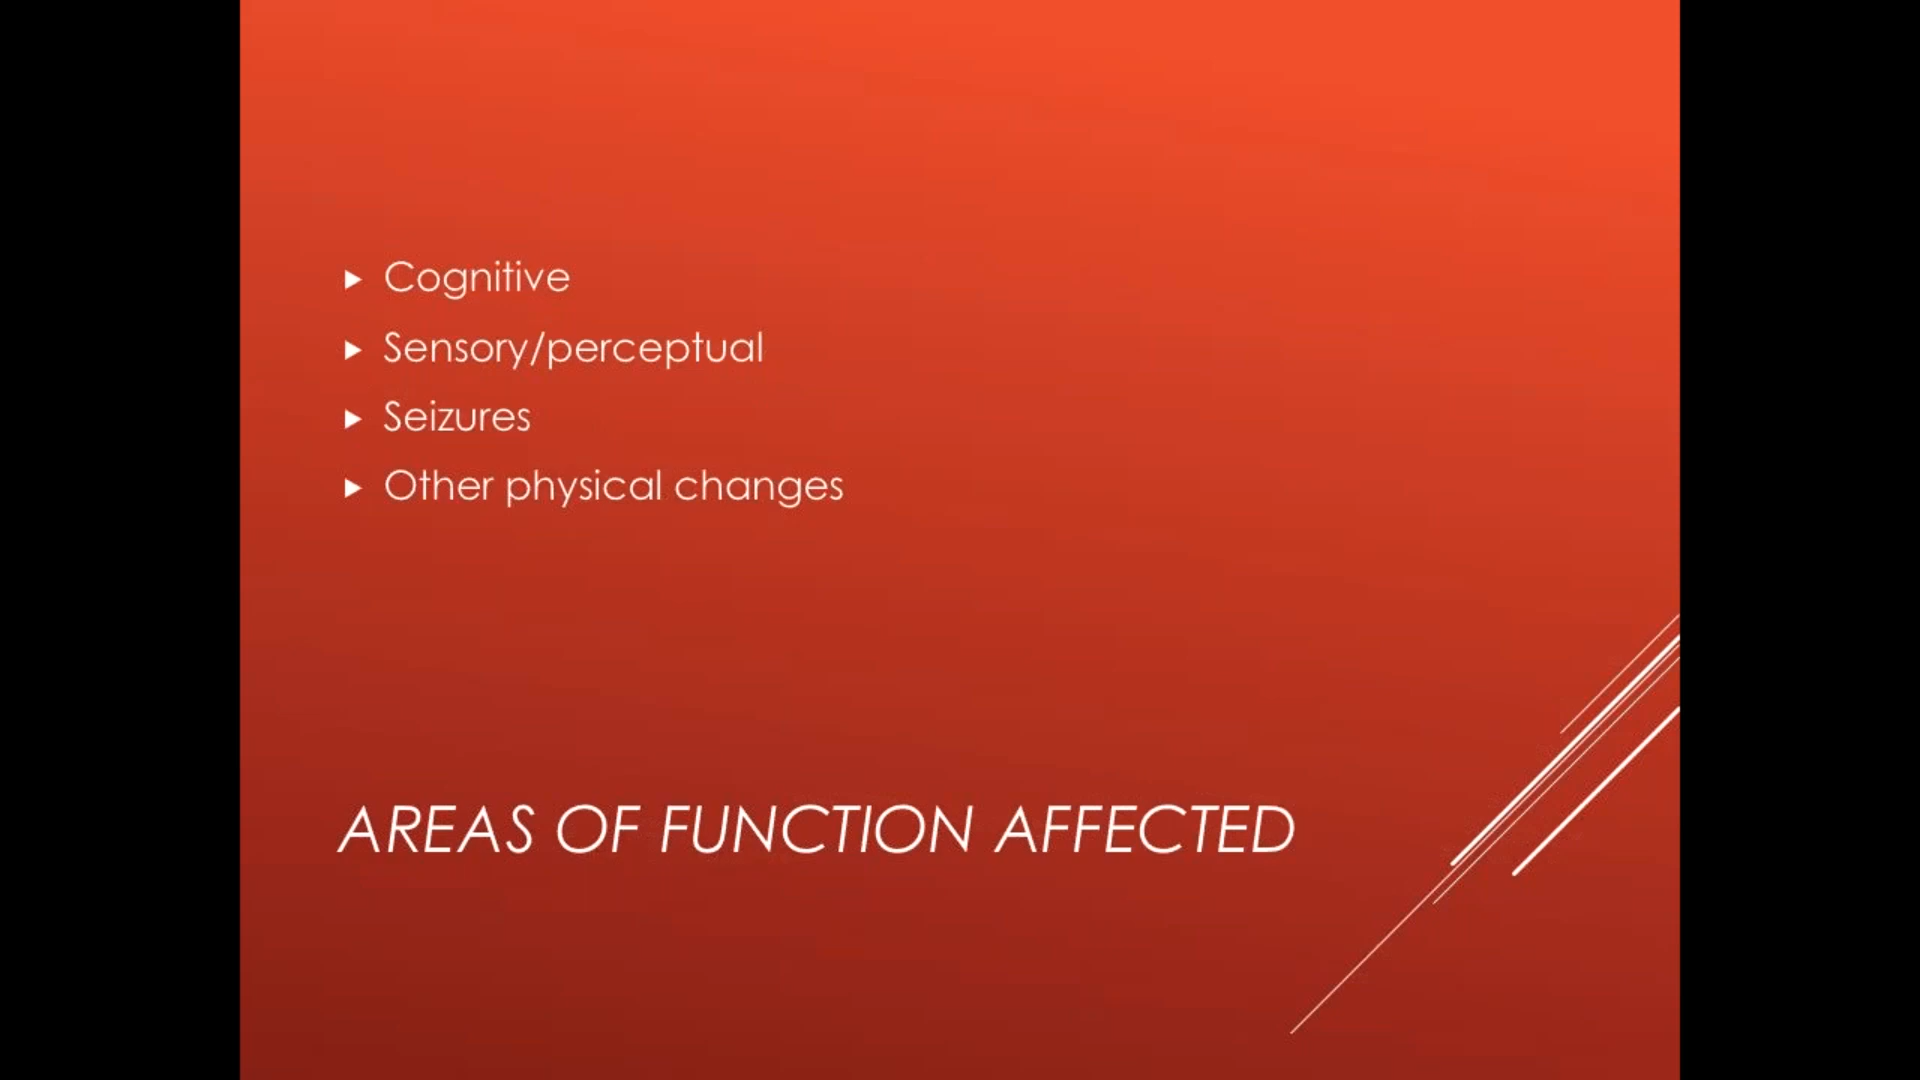 Cognitive
Sensory/perceptual
Seizures
Other physical changes
AREAS OF FUNCTION AFFECTED